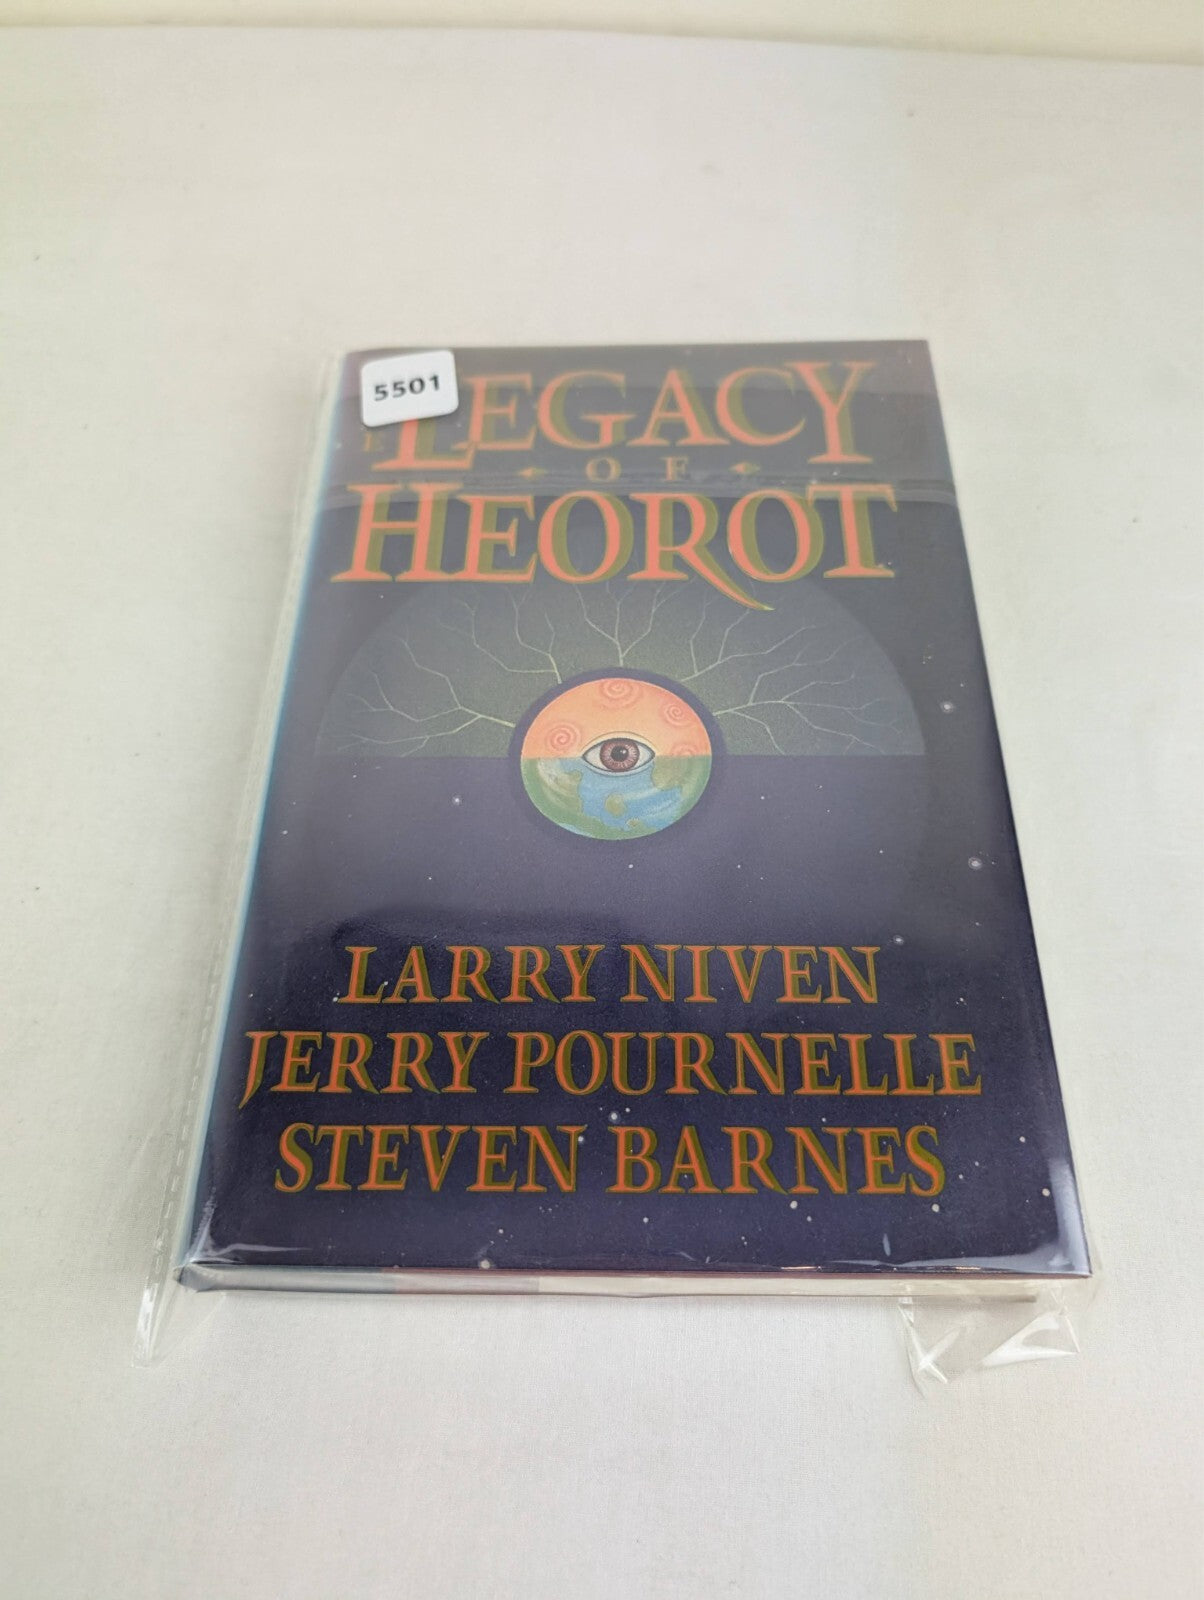 5501
LEGACY
OF
HEOROT
LARRY NIVEN
JERRY POURNELLE
STEVEN BARNES